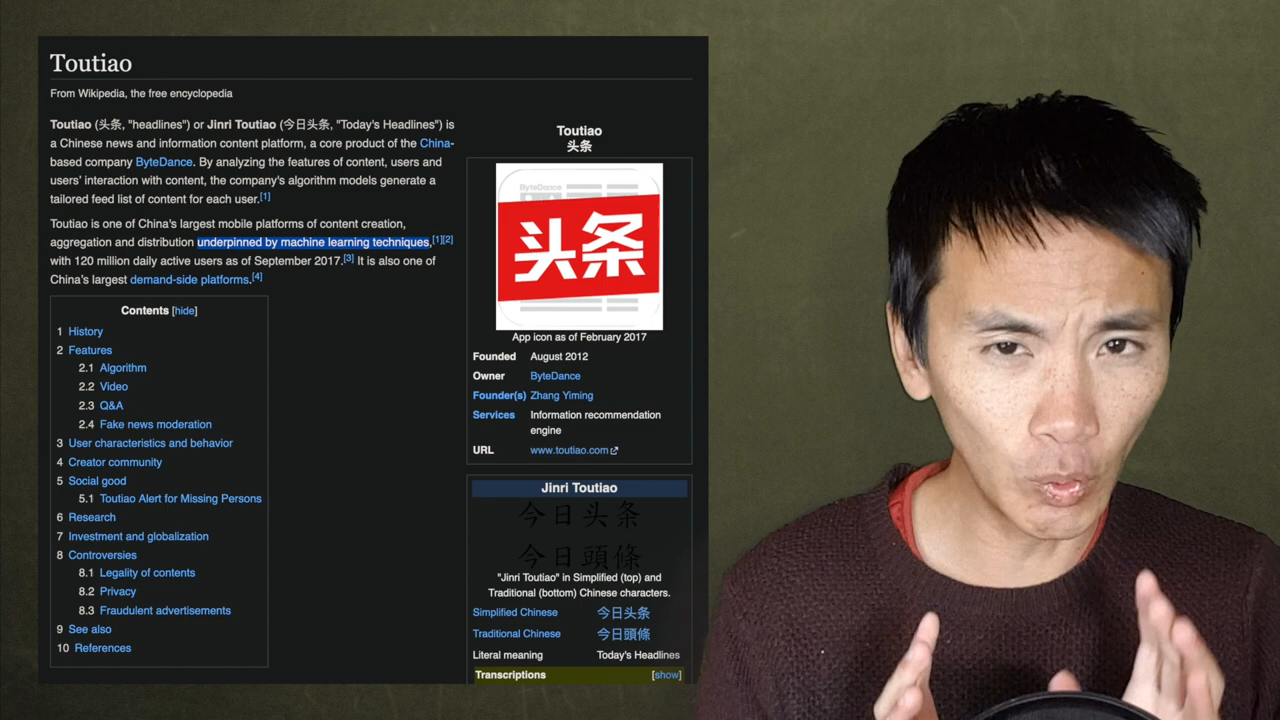 Toutiao
From Wikipedia, the free encyclopedia
Toutiao (头条, "headlines") or Jinri Toutiao (今日头条, "Today's Headlines") is
a Chinese news and information content platform, a core product of the China-
based company ByteDance. By analyzing the features of content, users and
users' interaction with content, the company's algorithm models generate a
tailored feed list of content for each user.[1]
Toutiao is one of China's largest mobile platforms of content creation,
aggregation and distribution underpinned by machine learning techniques,[1][2]
with 120 million daily active users as of September 2017.[3] It is also one of
China's largest demand-side platforms.[4]
Contents [hide]
1 History
2 Features
2.1 Algorithm
2.2 Video
2.3 Q&A
2.4 Fake news moderation
3 User characteristics and behavior
4 Creator community
5 Social good
5.1 Toutiao Alert for Missing Persons
6 Research
7 Investment and globalization
8 Controversies
8.1 Legality of contents
8.2 Privacy
8.3 Fraudulent advertisements
9 See also
10 References
Toutiao
头条
ByteDance
头条
App icon as of February 2017
Founded August 2012
Owner ByteDance
Founder(s) Zhang Yiming
Services Information recommendation
engine
URL www.toutiao.com
Jinri Toutiao
今日头条
今日頭條
"Jinri Toutiao" in Simplified (top) and
Traditional (bottom) Chinese characters.
Simplified Chinese 今日头条
Traditional Chinese 今日頭條
Literal meaning Today's Headlines
Transcriptions [show]